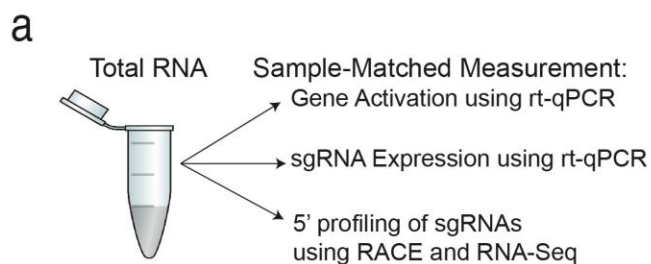 a
Total RNA
Sample-Matched Measurement:
Gene Activation using rt-qPCR
sgRNA Expression using rt-qPCR
5' profiling of sgRNAs
using RACE and RNA-Seq